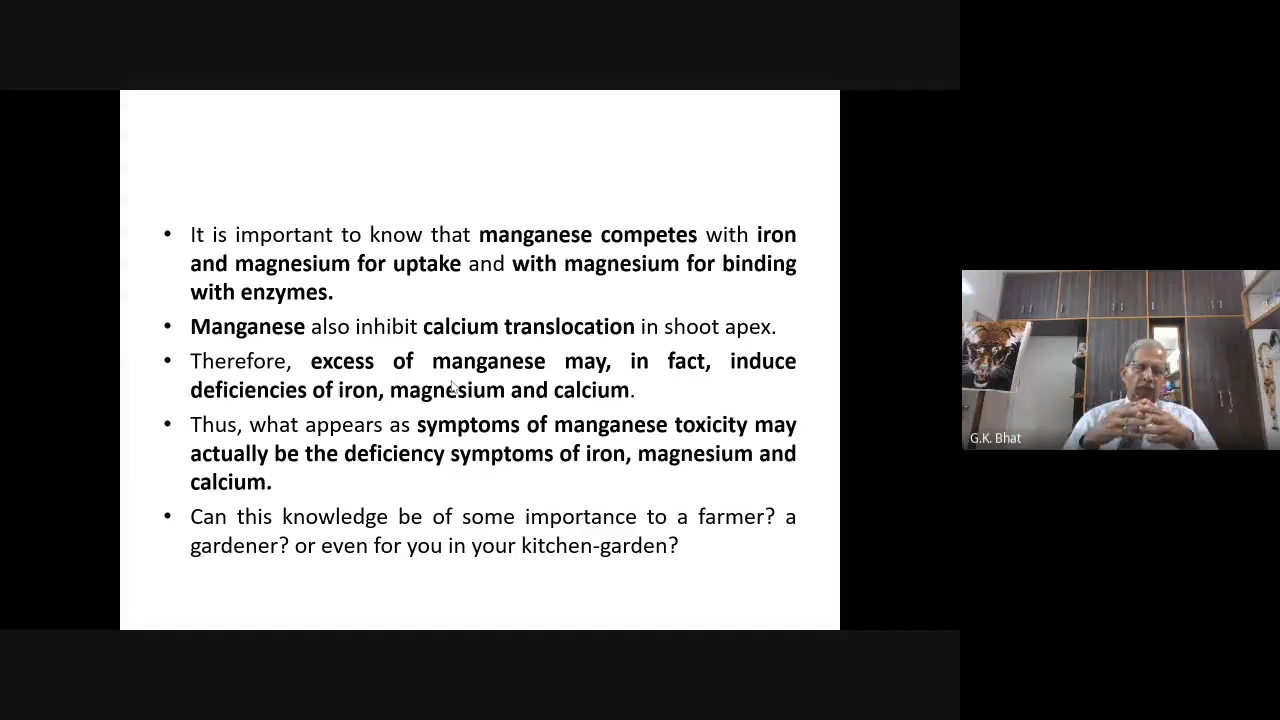 • It is important to know that manganese competes with iron
and magnesium for uptake and with magnesium for binding
with enzymes.
• Manganese also inhibit calcium translocation in shoot apex.
• Therefore, excess of manganese may, in fact, induce
deficiencies of iron, magnesium and calcium.
• Thus, what appears as symptoms of manganese toxicity may
actually be the deficiency symptoms of iron, magnesium and
calcium.
• Can this knowledge be of some importance to a farmer? a
gardener? or even for you in your kitchen-garden?
G.K. Bhat